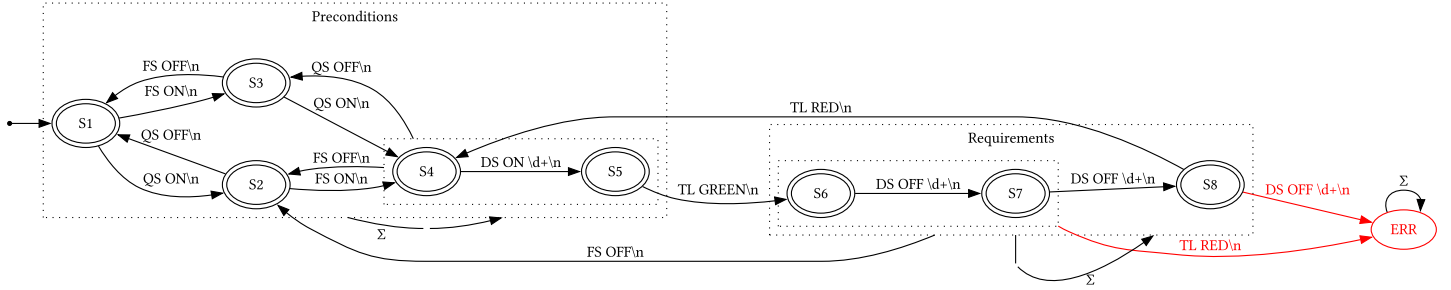 Preconditions
FS OFF\n
S3
QS OFF\n
FS ON\n
QS ON\n
TL RED\n
S1
QS OFF\n
Requirements
FS OFF\n
S4
DS ON \d+\n
S5
QS ON\n
S2
FS ON\n
TL GREEN\n
S6
DS OFF \d+\n
S7
DS OFF \d+\n
S8
DS OFF \d+\n
Σ
ERR
Σ
FS OFF\n
TL RED\n
Σ